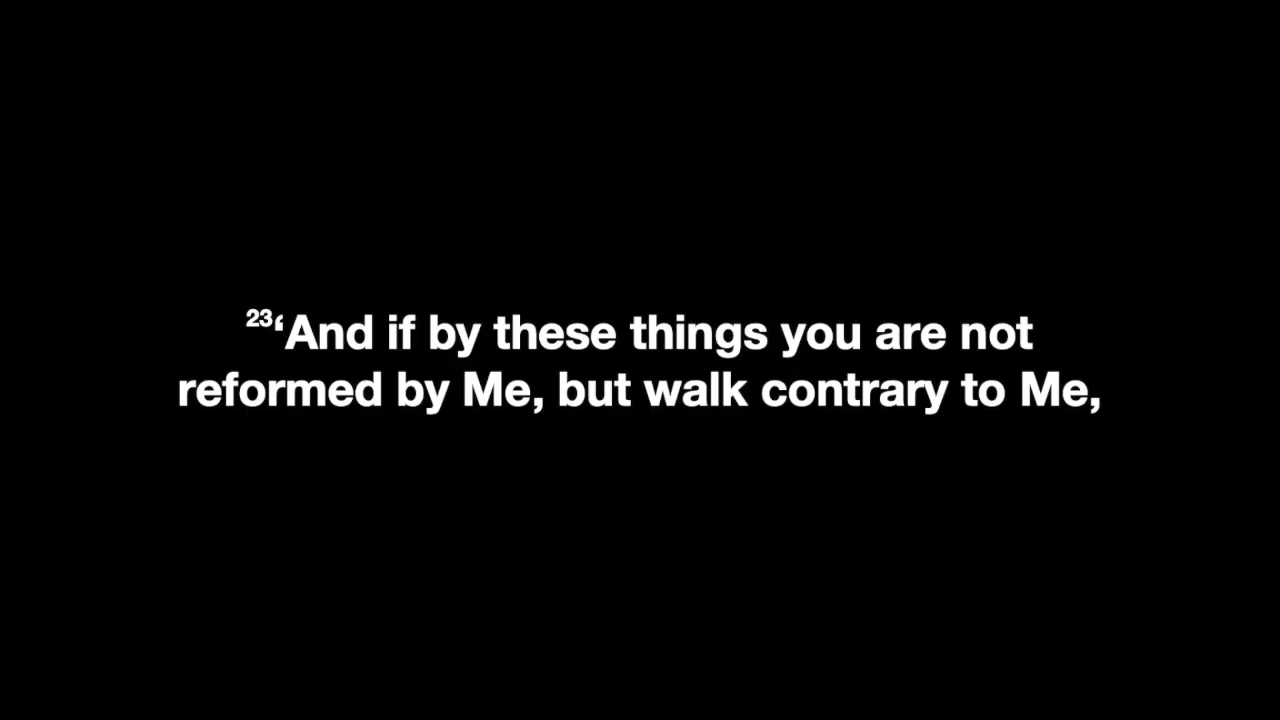 23‘And if by these things you are not
reformed by Me, but walk contrary to Me,